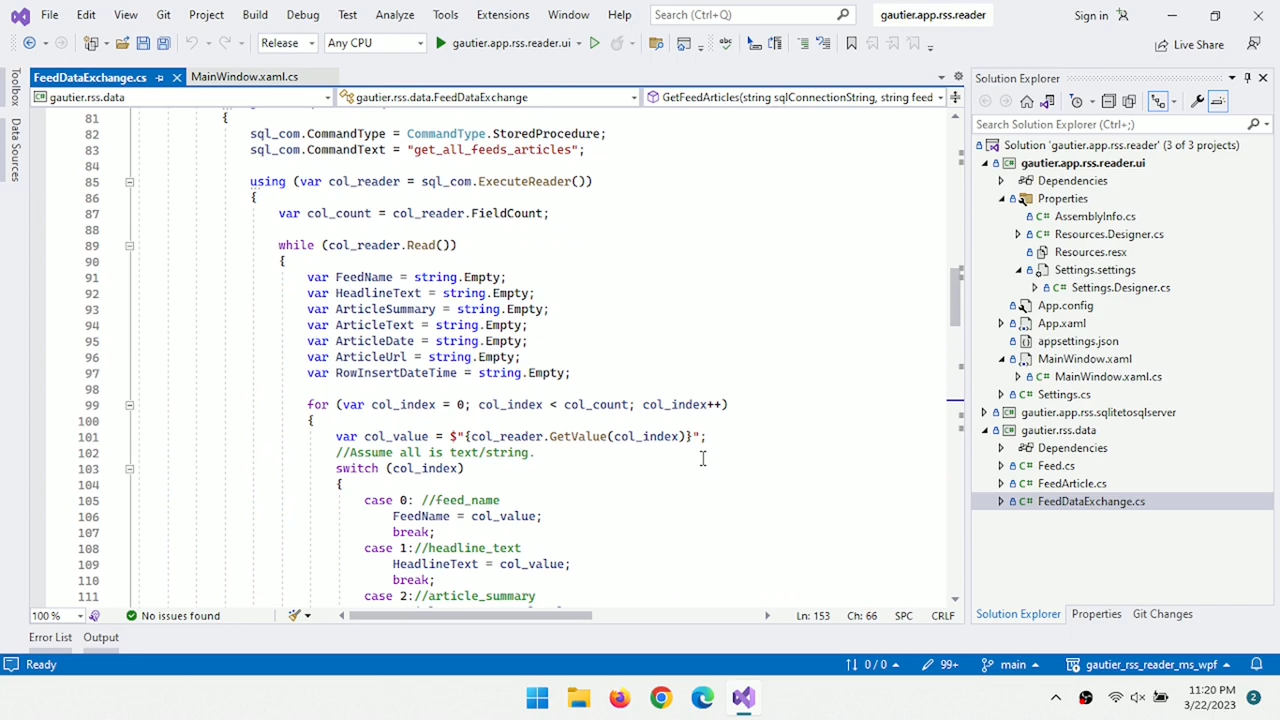 File Edit View Git Project Build Debug Test Analyze Tools Extensions Window Help Search (Ctrl+Q) gautier.app.rss.reader Sign in
Release Any CPU gautier.app.rss.reader.ui Live Share
FeedDataExchange.cs MainWindow.xaml.cs
gautier.rss.data gautier.rss.data.FeedDataExchange GetFeedArticles(string sqlConnectionString, string feed
Toolbox
Data Sources
81 {
82 sql_com.CommandType = CommandType.StoredProcedure;
83 sql_com.CommandText = "get_all_feeds_articles";
84
85 using (var col_reader = sql_com.ExecuteReader())
86 {
87 var col_count = col_reader.FieldCount;
88
89 while (col_reader.Read())
90 {
91 var FeedName = string.Empty;
92 var HeadlineText = string.Empty;
93 var ArticleSummary = string.Empty;
94 var ArticleText = string.Empty;
95 var ArticleDate = string.Empty;
96 var ArticleUrl = string.Empty;
97 var RowInsertDateTime = string.Empty;
98
99 for (var col_index = 0; col_index < col_count; col_index++)
100 {
101 var col_value = $"{col_reader.GetValue(col_index)}";
102 //Assume all is text/string.
103 switch (col_index)
104 {
105 case 0: //feed_name
106 FeedName = col_value;
107 break;
108 case 1://headline_text
109 HeadlineText = col_value;
110 break;
111 case 2://article_summary
100 % No issues found Ln: 153 Ch: 66 SPC CRLF
Error List Output
Solution Explorer
Search Solution Explorer (Ctrl+;)
Solution 'gautier.app.rss.reader' (3 of 3 projects)
gautier.app.rss.reader.ui
Dependencies
Properties
C# AssemblyInfo.cs
C# Resources.Designer.cs
Resources.resx
Settings.settings
C# Settings.Designer.cs
App.config
App.xaml
appsettings.json
MainWindow.xaml
C# MainWindow.xaml.cs
C# Settings.cs
gautier.app.rss.sqlitetosqlserver
gautier.rss.data
Dependencies
C# Feed.cs
C# FeedArticle.cs
C# FeedDataExchange.cs
Solution Explorer Properties Git Changes
Ready 0 / 0 99+ main gautier_rss_reader_ms_wpf
11:20 PM
3/22/2023
2